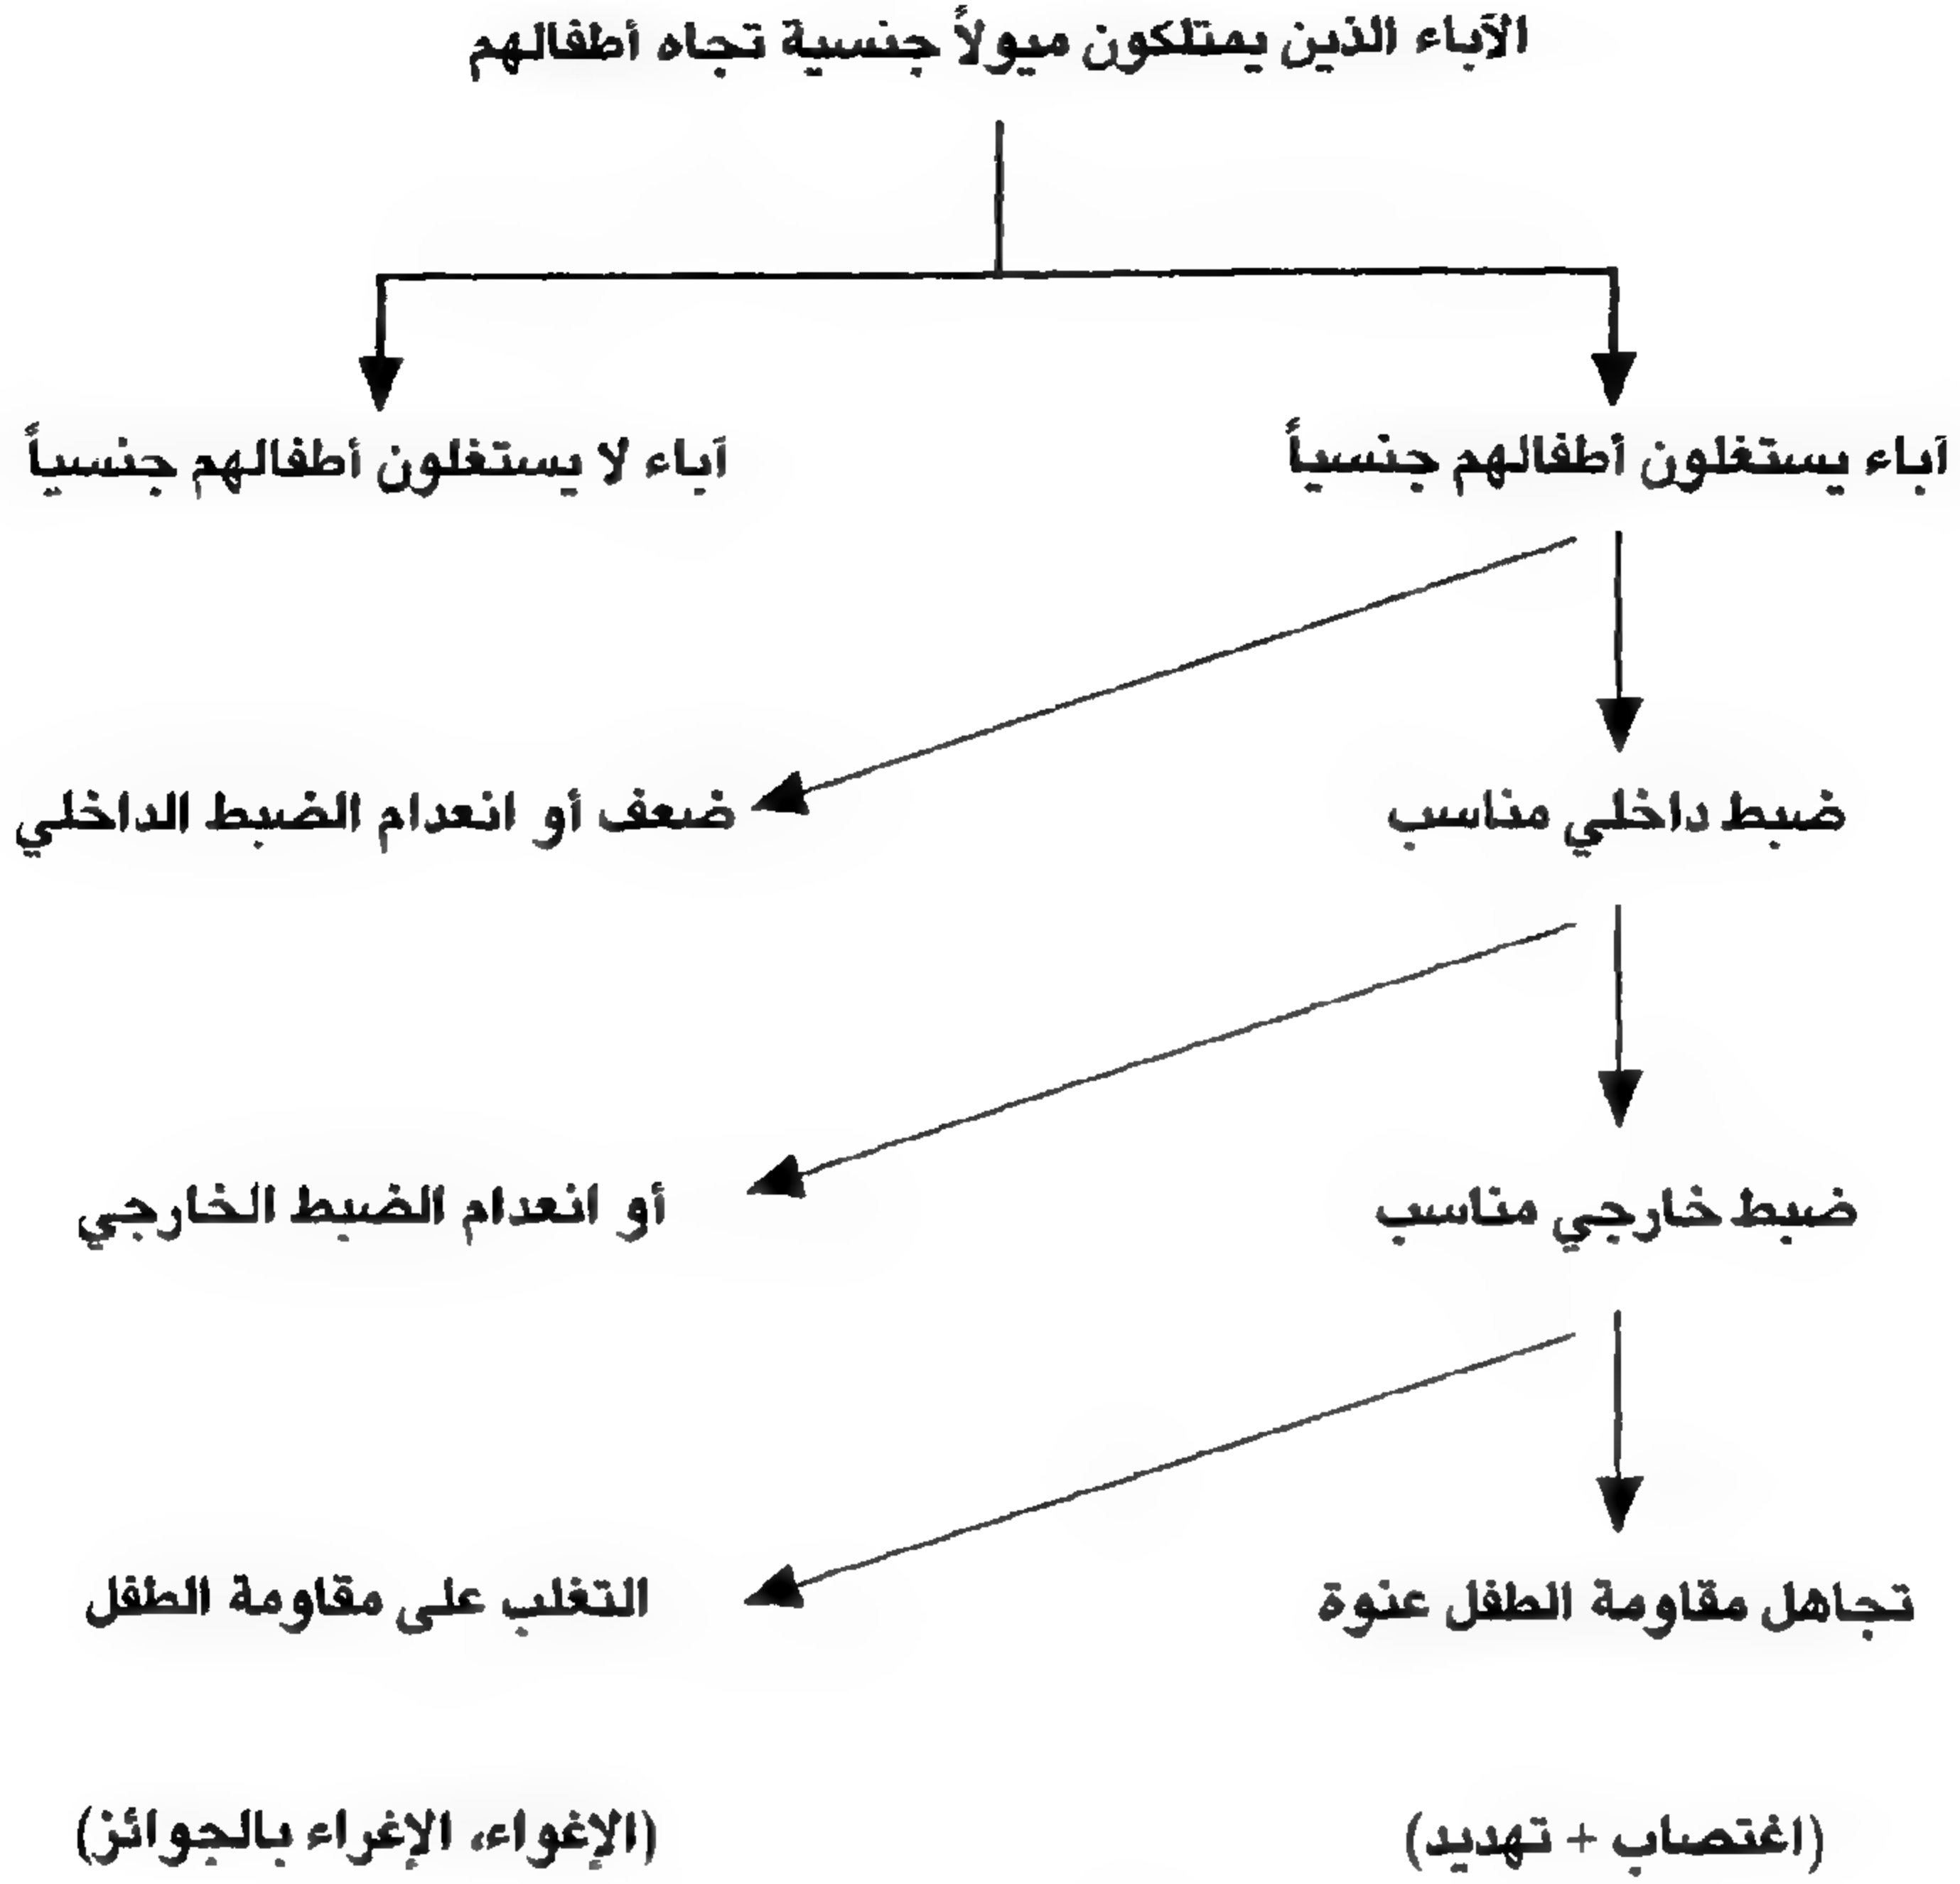 الآباء الذين يمتلكون ميولاً جنسية تجاه أطفالهم
آباء يستغلون أطفالهم جنسياً
آباء لا يستغلون أطفالهم جنسياً
ضبط داخلي مناسب
ضعف أو انعدام الضبط الداخلي
ضبط خارجي مناسب
أو انعدام الضبط الخارجي
تجاهل مقاومة الطفل عنوة
التغلب على مقاومة الطفل
(اغتصاب + تهديد)
(الإغواء، الإغراء بالجوائز)